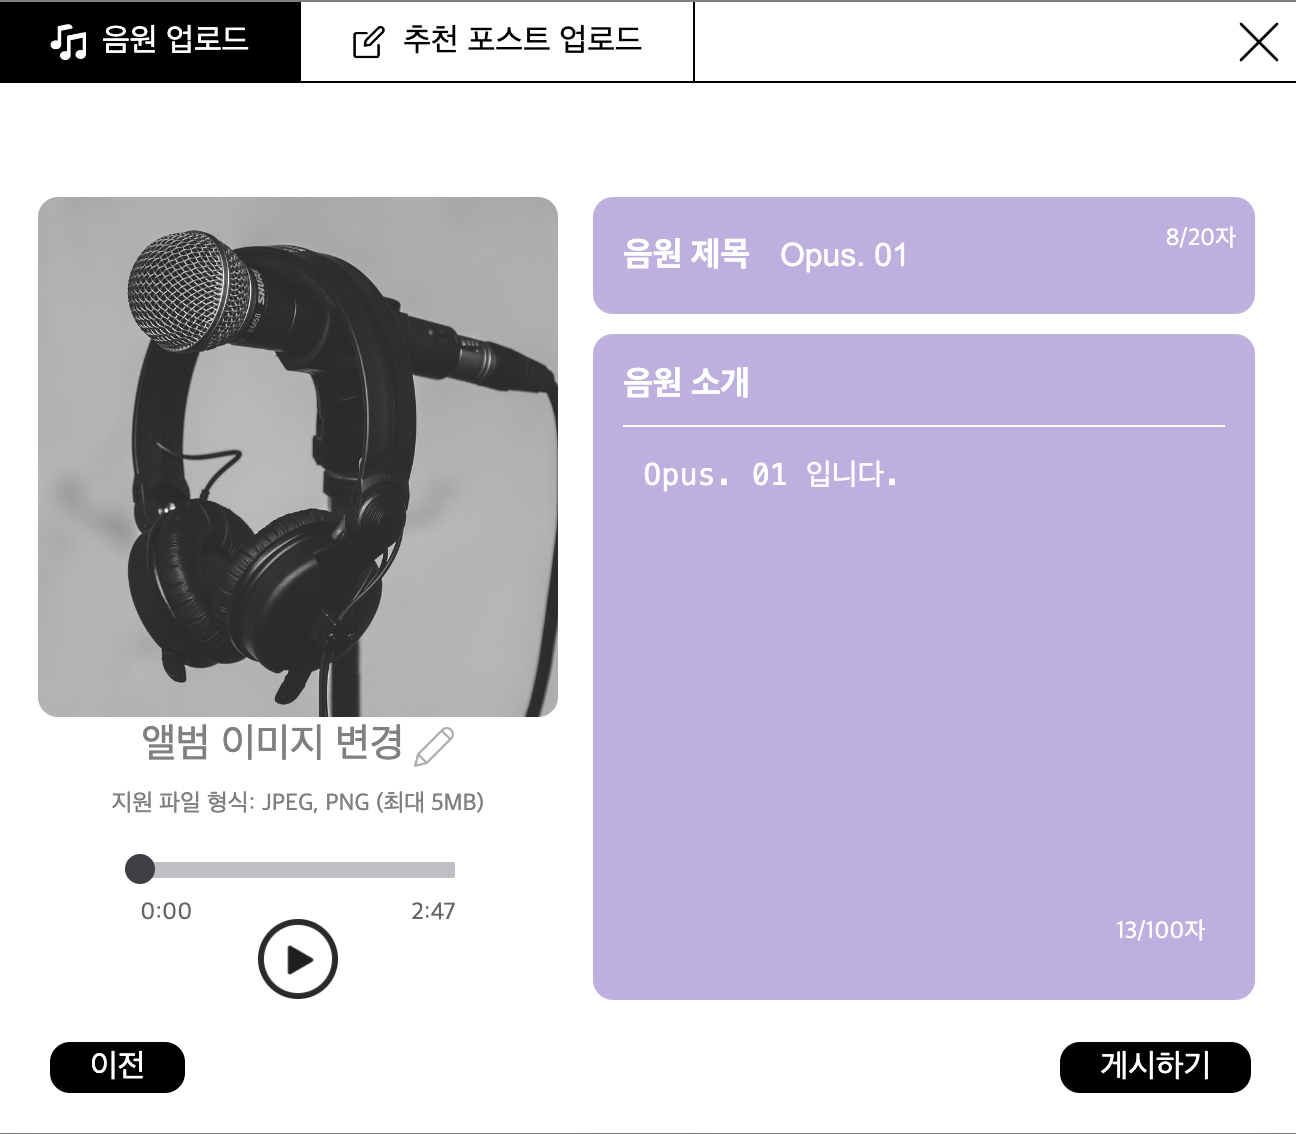 음원 업로드
추천 포스트 업로드
SHURE
SM58
음원 제목 Opus. 01
8/20자
음원 소개
Opus. 01 입니다.
13/100자
앨범 이미지 변경
지원 파일 형식: JPEG, PNG (최대 5MB)
0:00 2:47
이전
게시하기